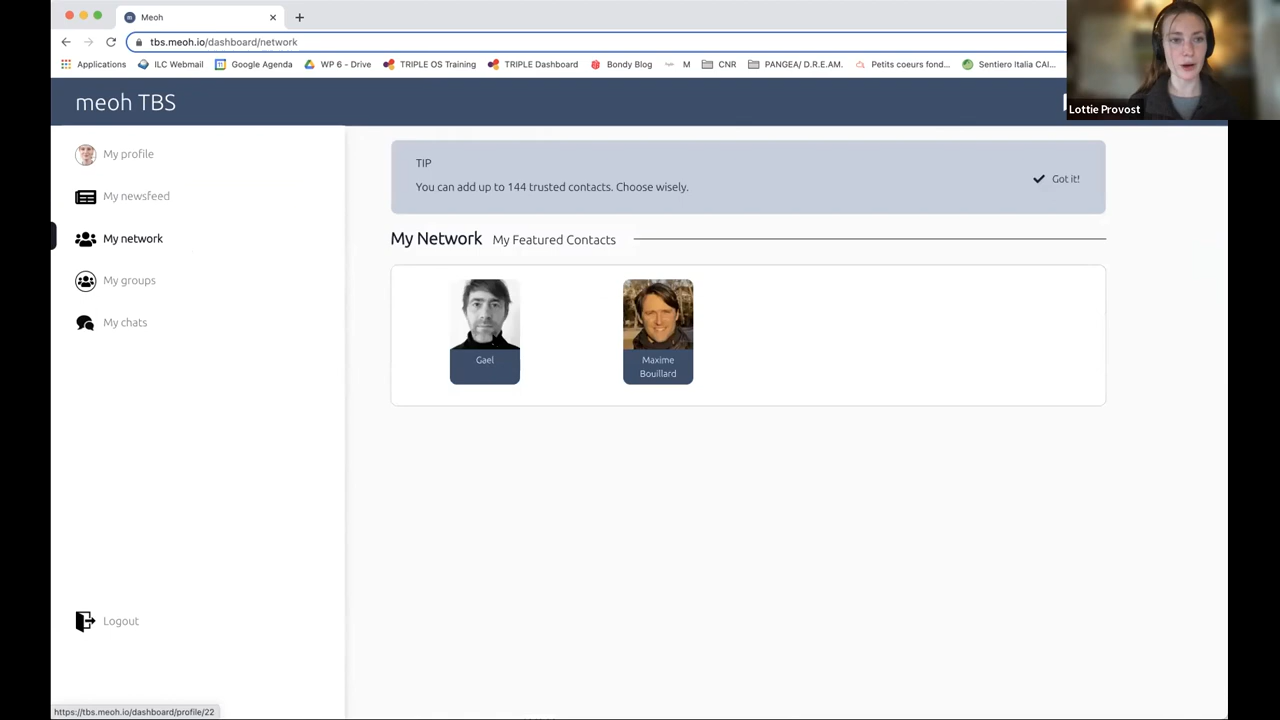 Meoh
tbs.meoh.io/dashboard/network
Applications
ILC Webmail
Google Agenda
WP 6 - Drive
TRIPLE OS Training
TRIPLE Dashboard
Bondy Blog
M
CNR
PANGEA/ D.R.E.AM.
Petits coeurs fond...
Sentiero Italia CAI...
Lottie Provost
meoh TBS
My profile
My newsfeed
My network
My groups
My chats
Logout
TIP
You can add up to 144 trusted contacts. Choose wisely.
Got it!
My Network My Featured Contacts
Gael
Maxime
Bouillard
https://tbs.meoh.io/dashboard/profile/22